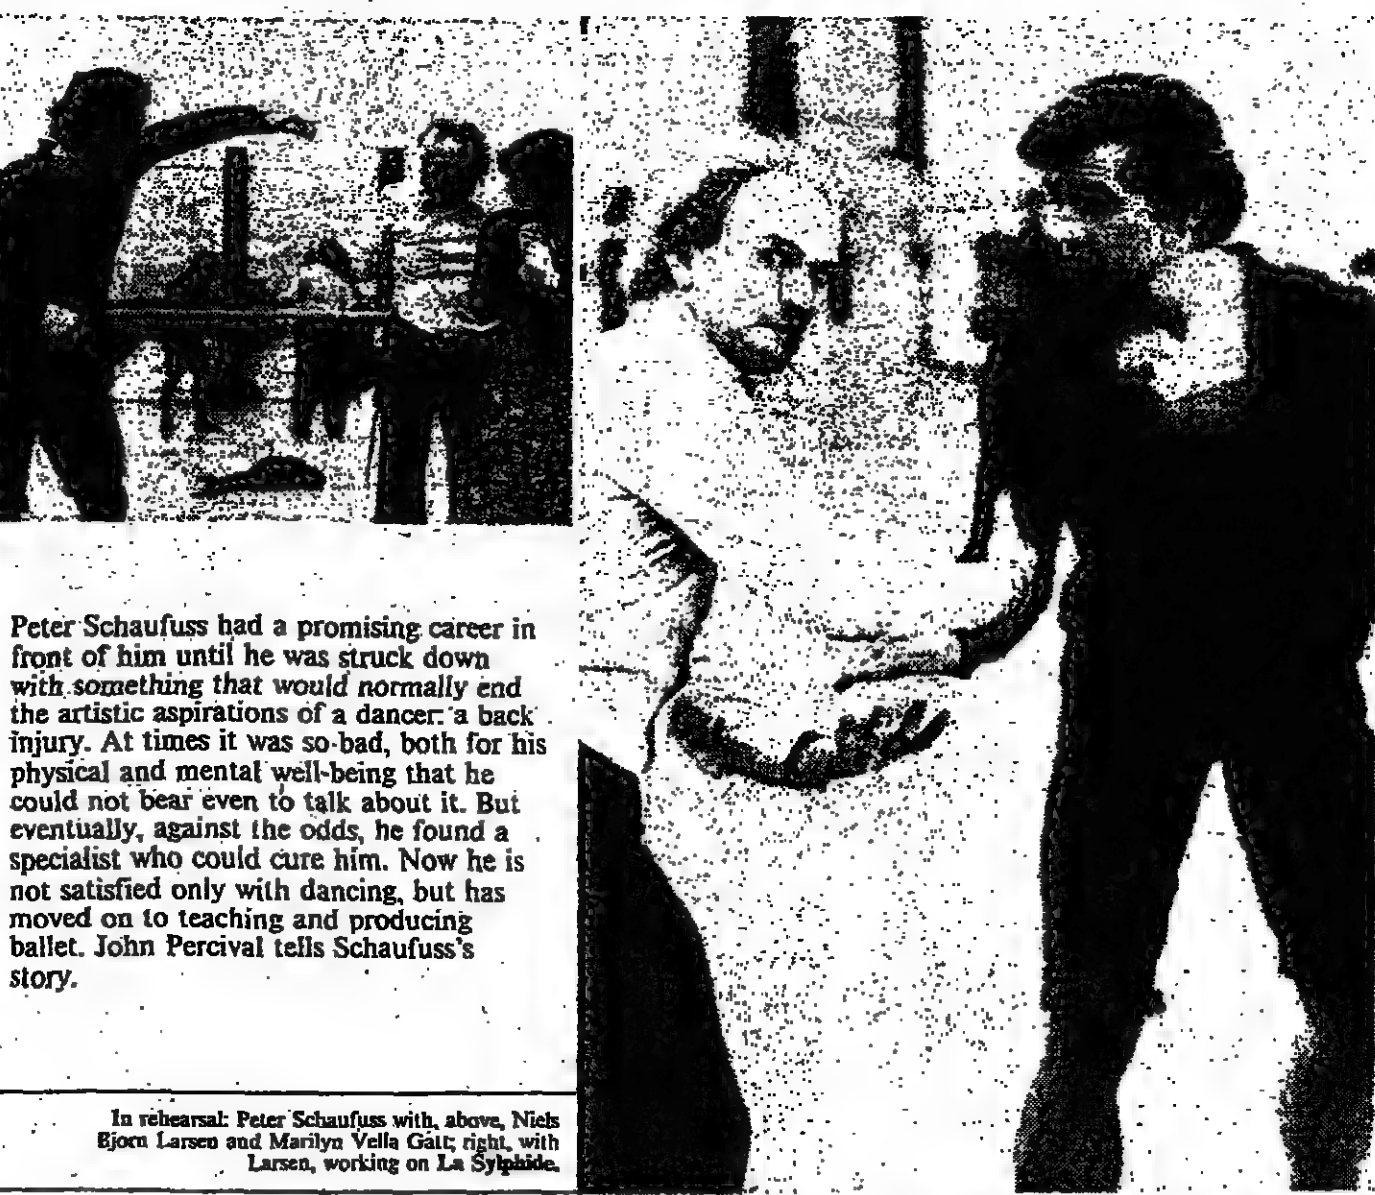 Peter Schaufuss had a promising career in
front of him until he was struck down
with something that would normally end
the artistic aspirations of a dancer: a back
injury. At times it was so bad, both for his
physical and mental well-being that he
could not bear even to talk about it. But
eventually, against the odds, he found a
specialist who could cure him. Now he is
not satisfied only with dancing, but has
moved on to teaching and producing
ballet. John Percival tells Schaufuss's
story.
In rehearsal: Peter Schaufuss with, above, Niels
Bjorn Larsen and Marilyn Vella Gatt; right, with
Larsen, working on La Sylphide.